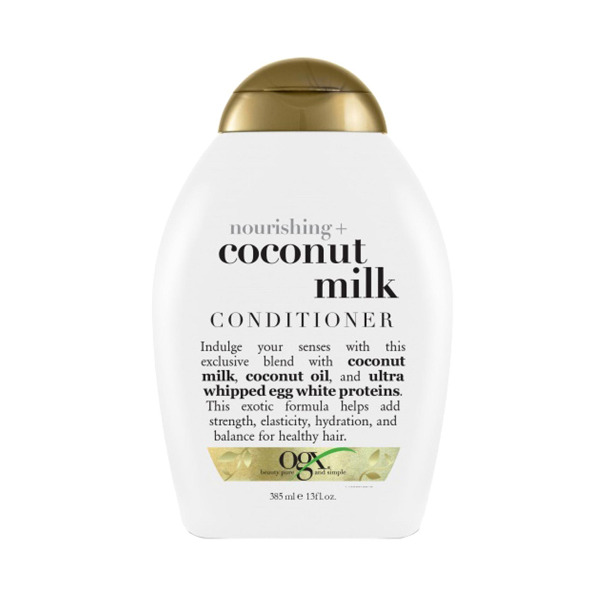 nourishing+
coconut
milk
CONDITIONER
Indulge your senses with this
exclusive blend with coconut
milk, coconut oil, and ultra
whipped egg white proteins.
This exotic formula helps add
strength, elasticity, hydration, and
balance for healthy hair.
ogx
beauty pure and simple
385 ml e 13fl.oz.